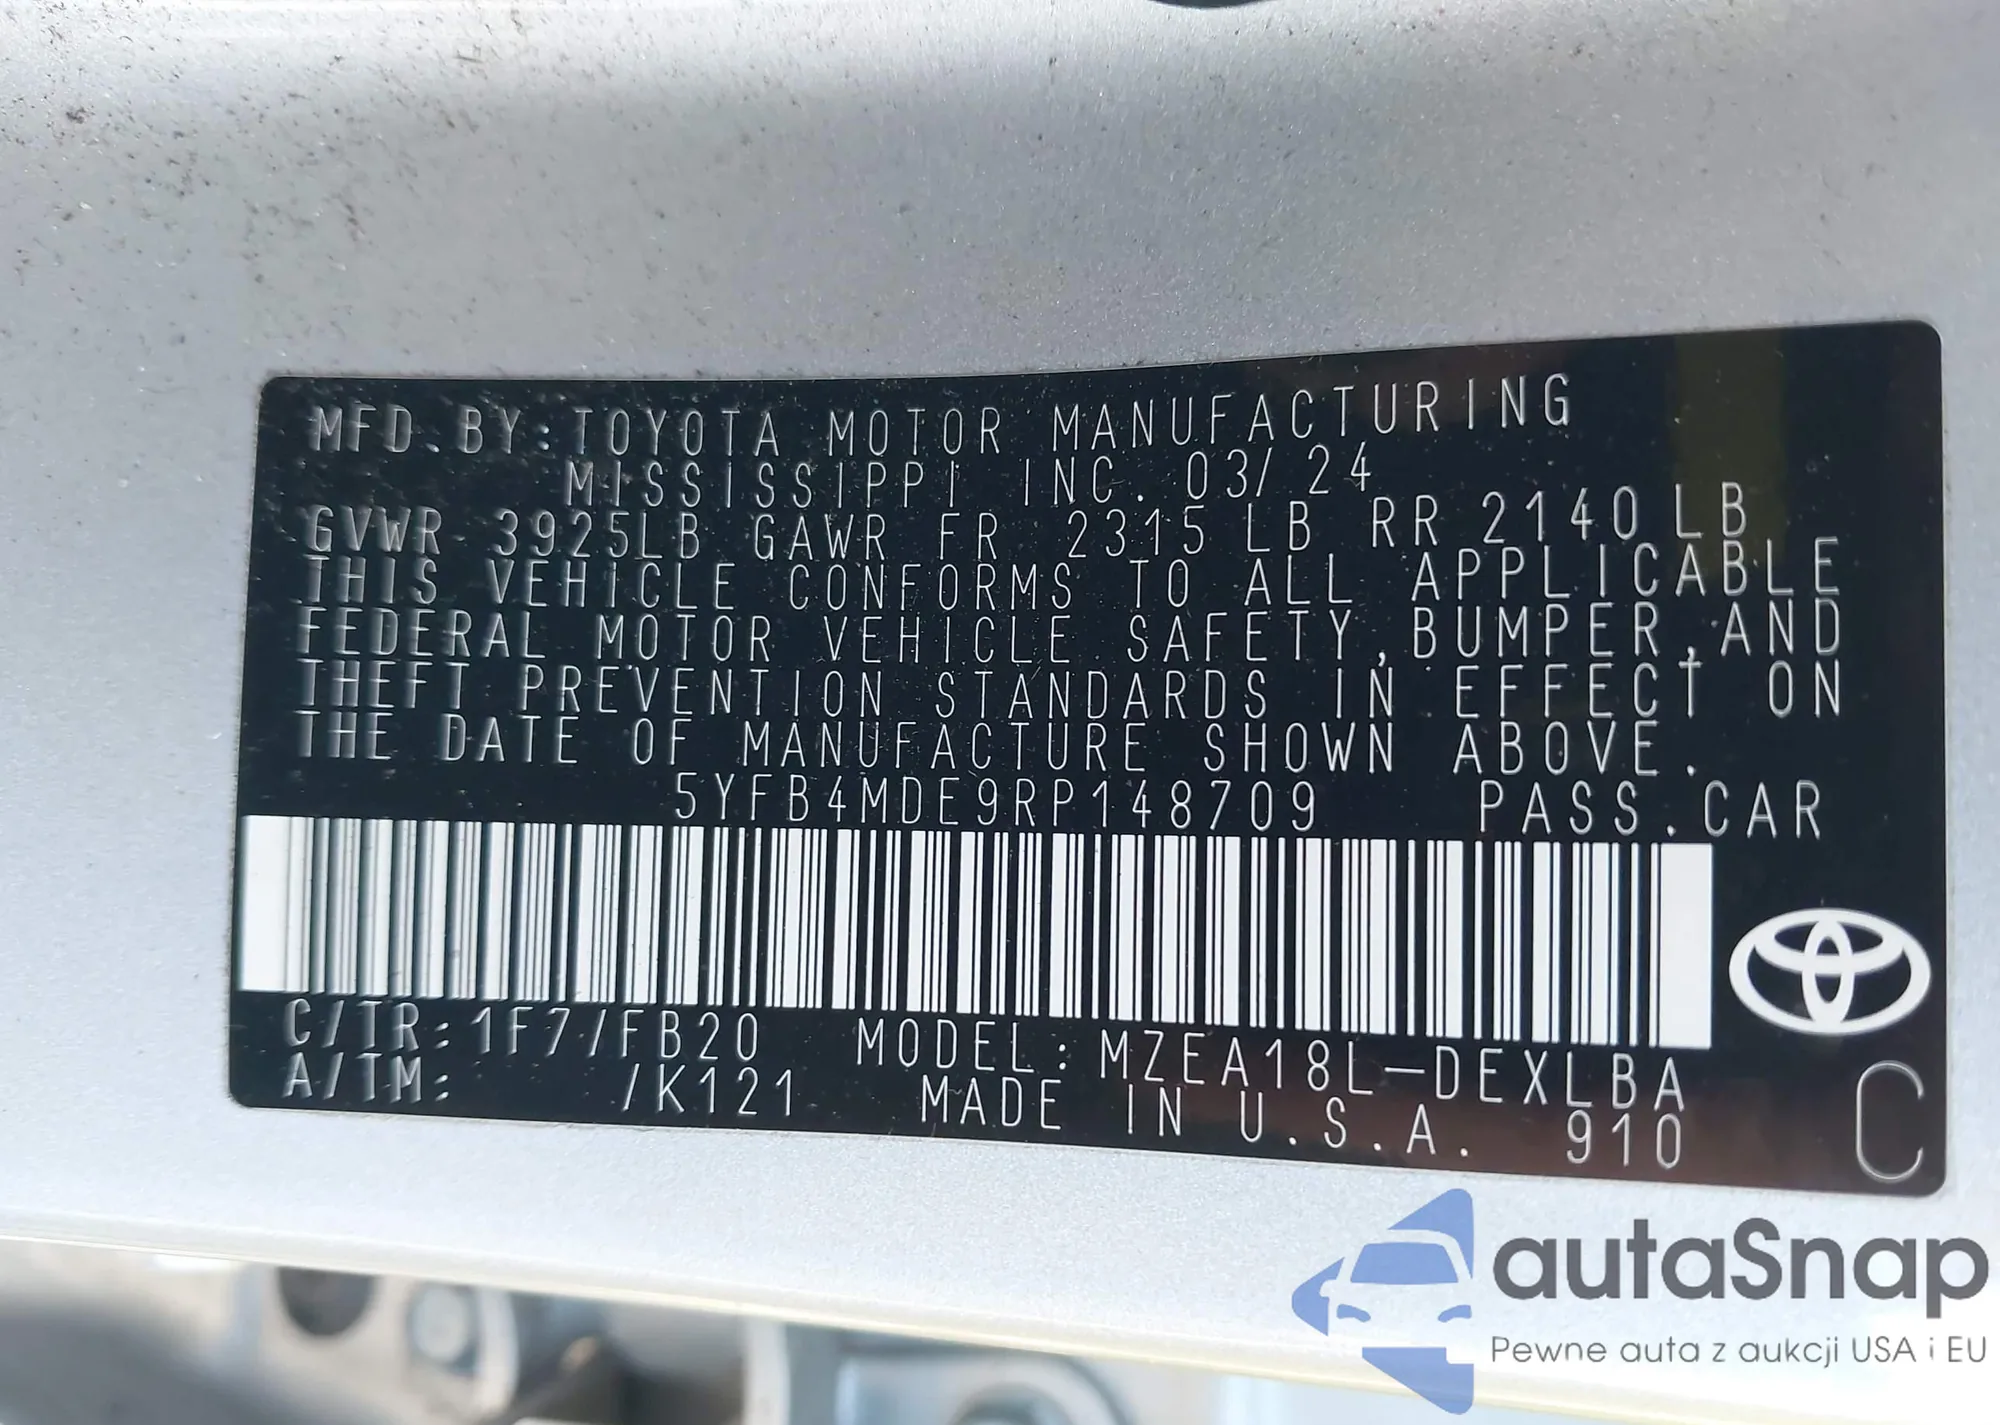 MFD. BY: TOYOTA MOTOR MANUFACTURING
MISSISSIPPI INC. 03/24
GVWR 3925LB GAWR FR 2315LB RR 2140LB
THIS VEHICLE CONFORMS TO ALL APPLICABLE
FEDERAL MOTOR VEHICLE SAFETY, BUMPER, AND
THEFT PREVENTION STANDARDS IN EFFECT ON
THE DATE OF MANUFACTURE SHOWN ABOVE.
5YFB4MDE9RP148709 PASS. CAR
C/TR: 1F7/FB20 MODEL: MZEA18L-DEXLBA
A/TM: /K121 MADE IN U.S.A. 910
C
autaSnap
Pewne auta z aukcji USA i EU